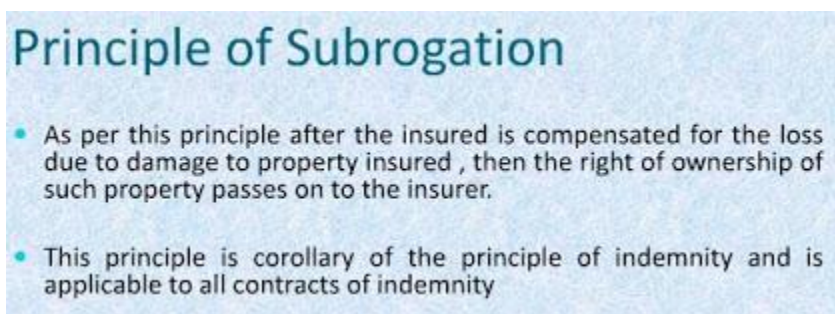 Principle of Subrogation
• As per this principle after the insured is compensated for the loss
due to damage to property insured , then the right of ownership of
such property passes on to the insurer.
• This principle is corollary of the principle of indemnity and is
applicable to all contracts of indemnity